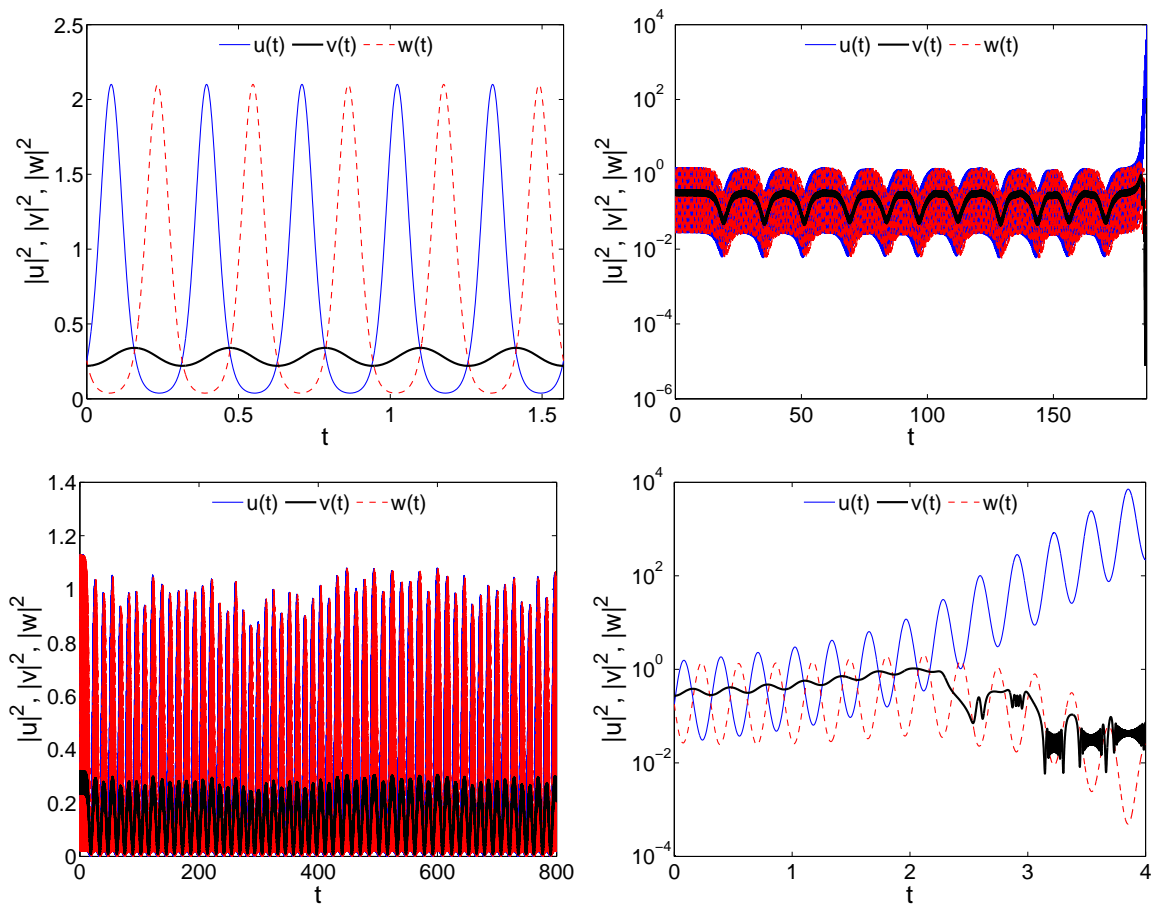 u(t) v(t) w(t)
|u|², |v|², |w|²
2.5
2
1.5
1
0.5
0
0 0.5 1 1.5
t
u(t) v(t) w(t)
|u|², |v|², |w|²
10⁴
10²
10⁰
10⁻²
10⁻⁴
10⁻⁶
0 50 100 150
t
u(t) v(t) w(t)
|u|², |v|², |w|²
1.4
1.2
1
0.8
0.6
0.4
0.2
0
0 200 400 600 800
t
u(t) v(t) w(t)
|u|², |v|², |w|²
10⁴
10²
10⁰
10⁻²
10⁻⁴
0 1 2 3 4
t